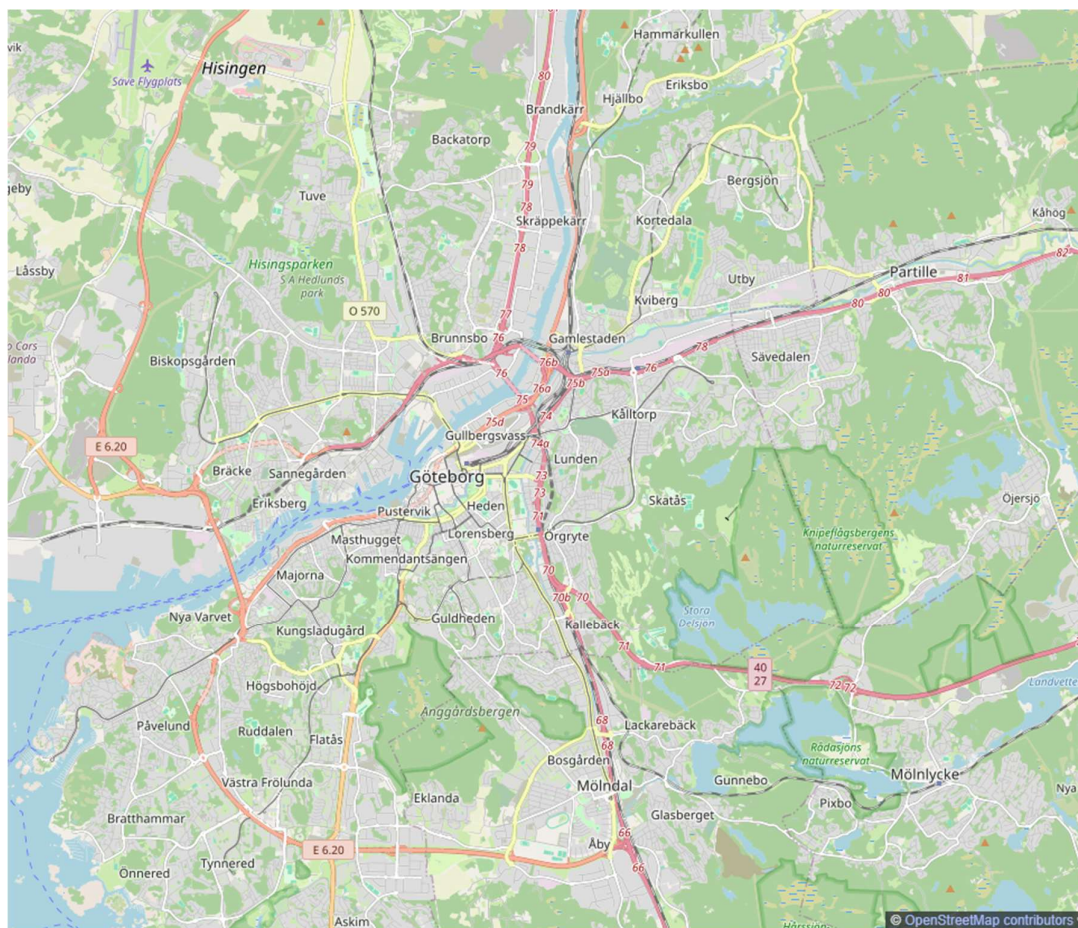 Hammarkullen
vik
Save Flygplats
Hisingen
80
Eriksbo
Hjällbo
Brandkärr
Backatorp
79
79
Bergsjön
geby
Tuve
78
Skräppekärr
Kortedala
Kåhög
78
Hisingsparken
S A Hedlunds
park
Låssby
Utby
Partille
81
82
80
80
Kviberg
O 570
77
Brunnsbo
76
Gamlestaden
o Cars
landa
Biskopsgården
76
76b
78
76
75a
75b
Sävedalen
76a
75
74
Kålltorp
75d
Gullbergsvass
74a
E 6.20
Bräcke
Sannegården
Göteborg
Lunden
73
73
Eriksberg
Pustervik
Heden
71
Skatås
Öjersjö
Masthugget
Lorensberg
Örgryte
Knipeflågsbergens
naturreservat
Kommendantsängen
Majorna
70
70b
70
Nya Varvet
Kungsladugård
Guldheden
Kallebäck
Stora
Delsjön
71
71
40
27
72
72
Landvette
Högsbohöjd
Änggårdsbergen
Påvelund
Ruddalen
Flatås
68
68
Lackarebäck
Rådasjöns
naturreservat
Västra Frölunda
Bosgården
Mölndal
Gunnebo
Mölnlycke
Nya
Eklanda
Pixbo
Bratthammar
Glasberget
66
Åby
E 6.20
66
Tynnered
Önnered
Askim
Hårssjön
© OpenStreetMap contributors